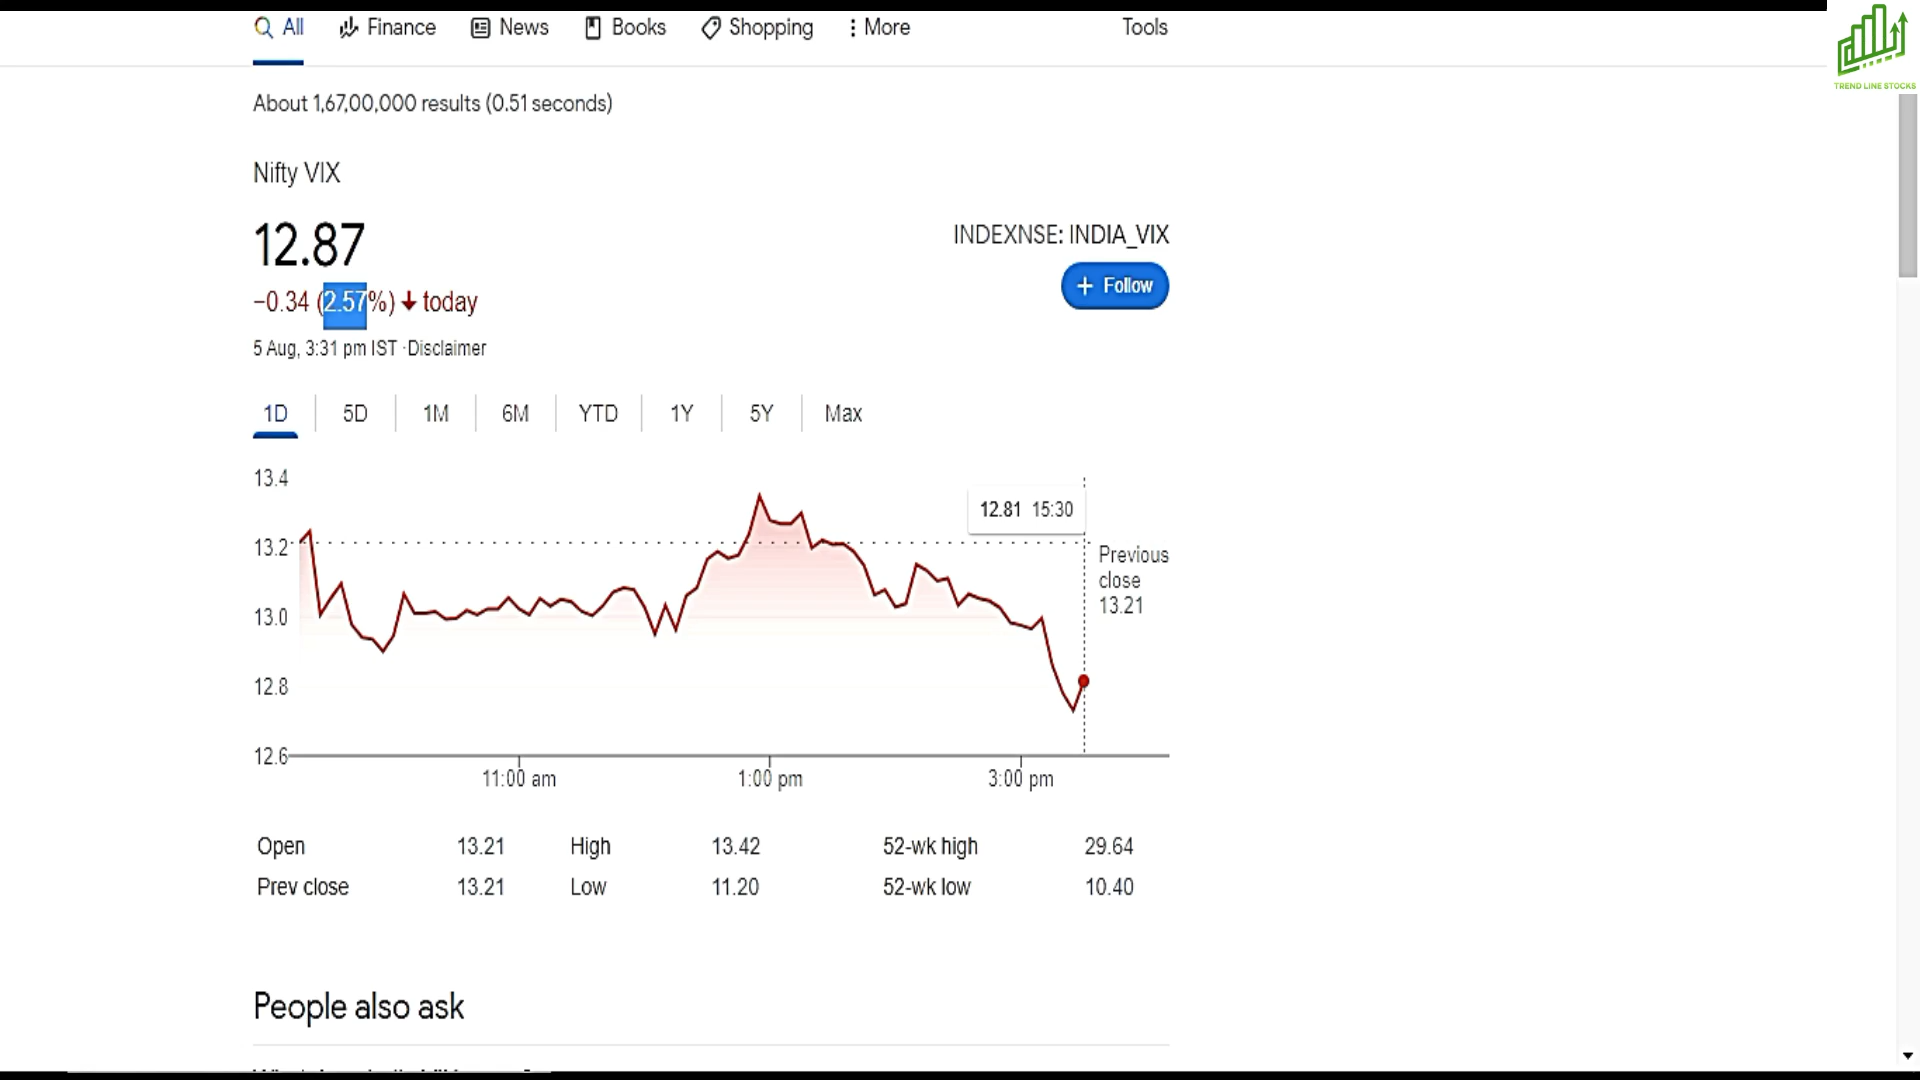 All Finance News Books Shopping More Tools
TREND LINE STOCKS
About 1,67,00,000 results (0.51 seconds)
Nifty VIX
12.87
INDEXNSE: INDIA_VIX
−0.34 (2.57%) today
+ Follow
5 Aug, 3:31 pm IST · Disclaimer
1D 5D 1M 6M YTD 1Y 5Y Max
13.4
12.81 15:30
13.2
Previous
close
13.21
13.0
12.8
12.6
11:00 am 1:00 pm 3:00 pm
Open 13.21 High 13.42 52-wk high 29.64
Prev close 13.21 Low 11.20 52-wk low 10.40
People also ask